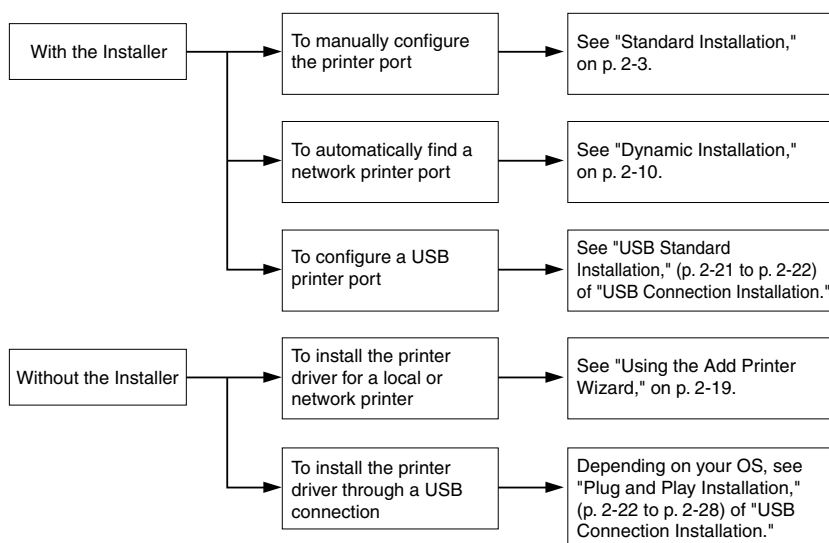 With the Installer
To manually configure
the printer port
See "Standard Installation,"
on p. 2-3.
To automatically find a
network printer port
See "Dynamic Installation,"
on p. 2-10.
To configure a USB
printer port
See "USB Standard
Installation," (p. 2-21 to p. 2-22)
of "USB Connection Installation."
Without the Installer
To install the printer
driver for a local or
network printer
See "Using the Add Printer
Wizard," on p. 2-19.
To install the printer
driver through a USB
connection
Depending on your OS, see
"Plug and Play Installation,"
(p. 2-22 to p. 2-28) of "USB
Connection Installation."